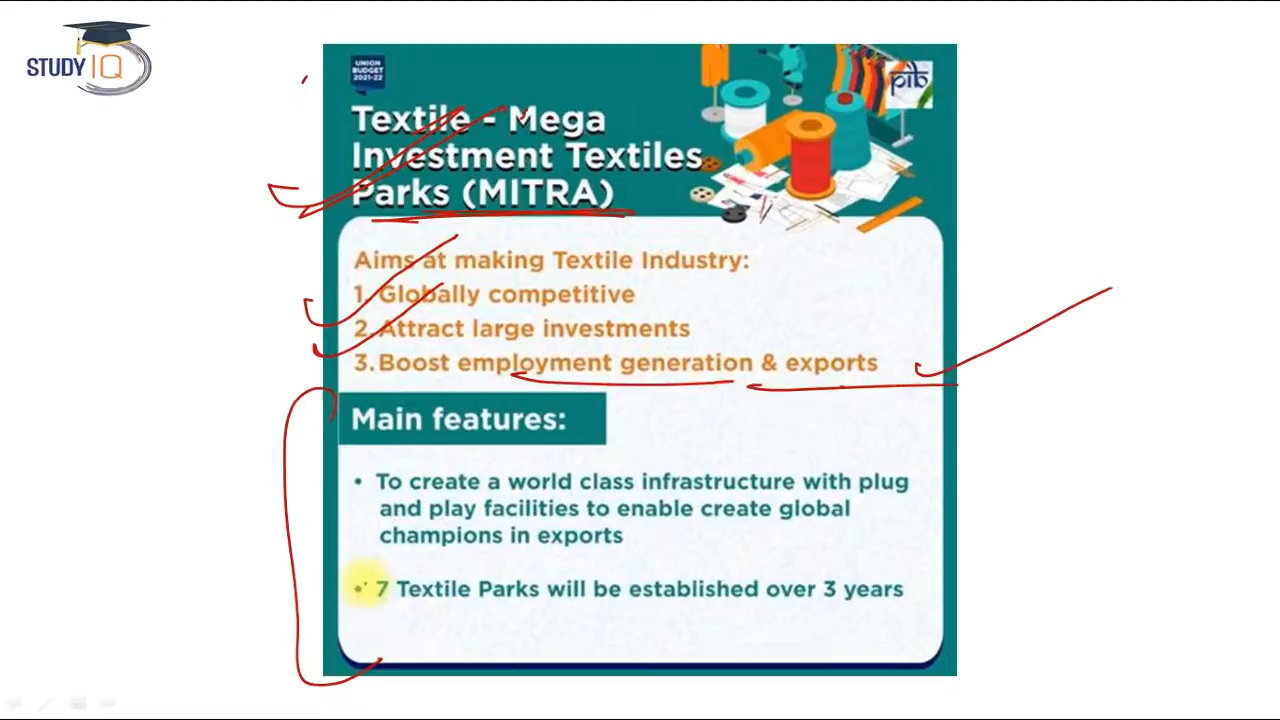 STUDY IQ
UNION
BUDGET
2021-22
pib
Textile - Mega
Investment Textiles
Parks (MITRA)
Aims at making Textile Industry:
1. Globally competitive
2. Attract large investments
3. Boost employment generation & exports
Main features:
• To create a world class infrastructure with plug
and play facilities to enable create global
champions in exports
• 7 Textile Parks will be established over 3 years